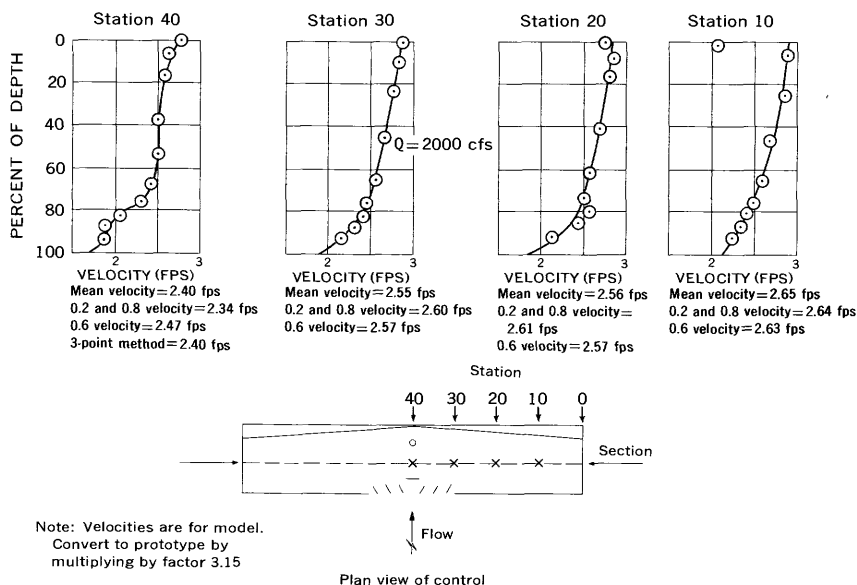 Station 40
Station 30
Station 20
Station 10
PERCENT OF DEPTH
0
20
40
60
80
100
Q=2000 cfs
2 3
2 3
2 3
2 3
VELOCITY (FPS)
Mean velocity=2.40 fps
0.2 and 0.8 velocity=2.34 fps
0.6 velocity=2.47 fps
3-point method=2.40 fps
VELOCITY (FPS)
Mean velocity=2.55 fps
0.2 and 0.8 velocity=2.60 fps
0.6 velocity=2.57 fps
VELOCITY (FPS)
Mean velocity=2.56 fps
0.2 and 0.8 velocity=
2.61 fps
0.6 velocity=2.57 fps
VELOCITY (FPS)
Mean velocity=2.65 fps
0.2 and 0.8 velocity=2.64 fps
0.6 velocity=2.63 fps
Station
40 30 20 10 0
Section
Flow
Note: Velocities are for model.
Convert to prototype by
multiplying by factor 3.15
Plan view of control